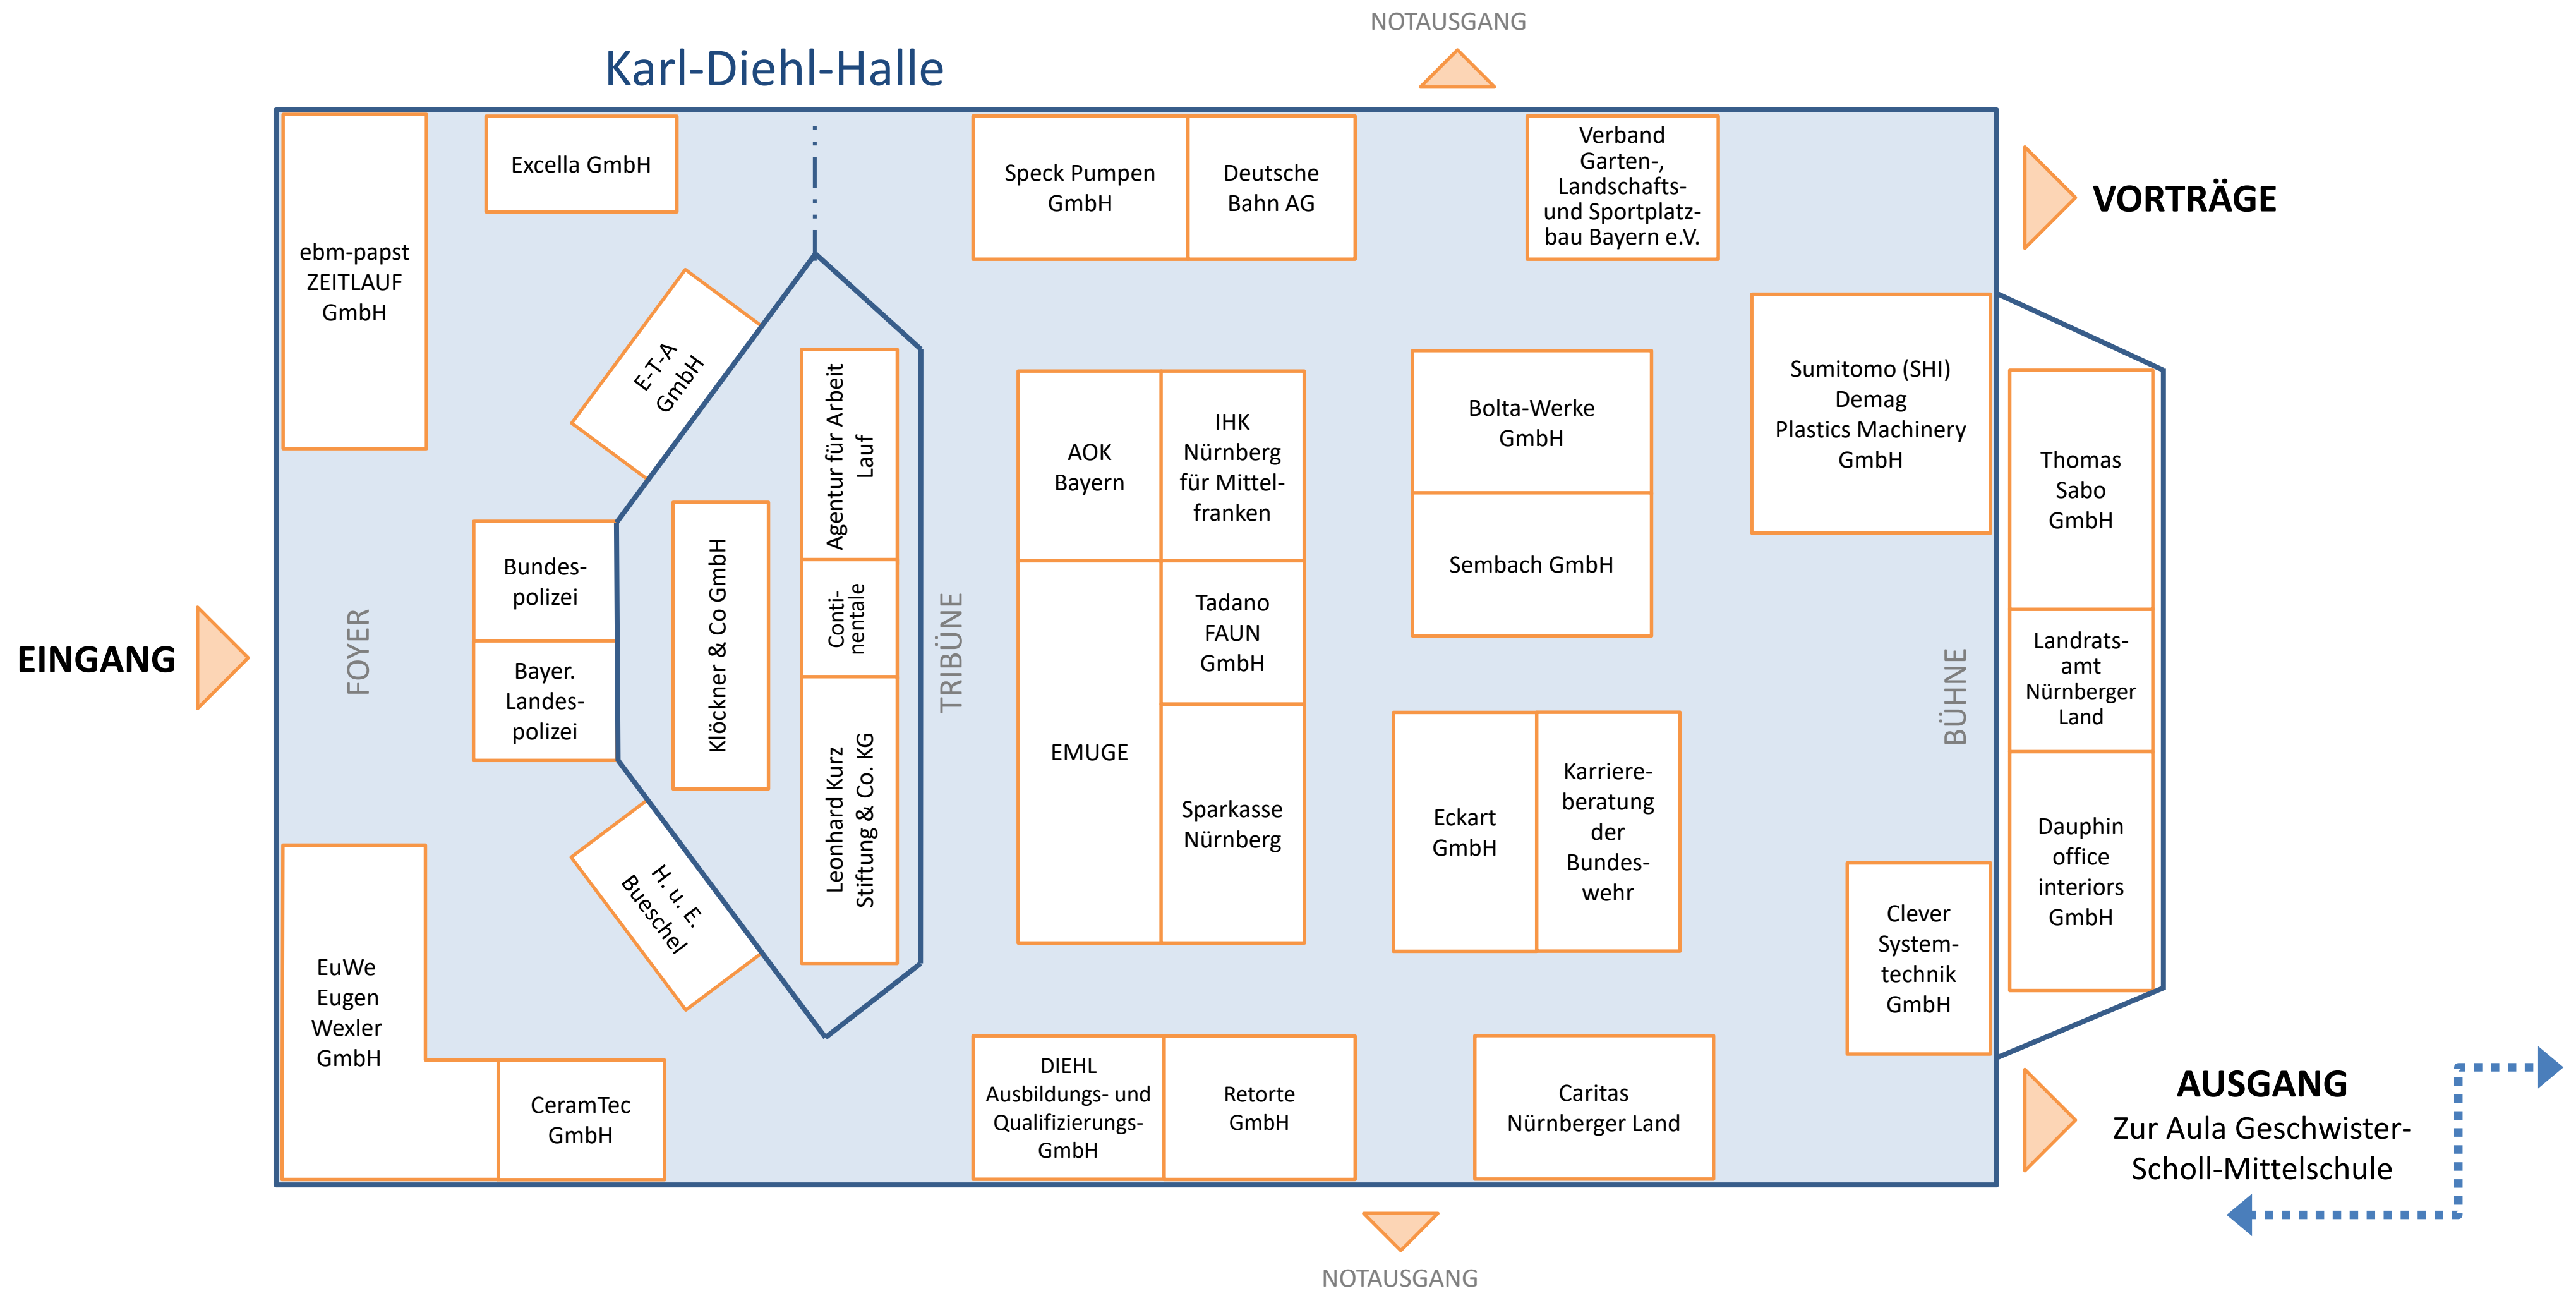 NOTAUSGANG
Karl-Diehl-Halle
ebm-papst
ZEITLAUF
GmbH
Excella GmbH
Speck Pumpen
GmbH
Deutsche
Bahn AG
Verband
Garten-,
Landschafts-
und Sportplatz-
bau Bayern e.V.
VORTRÄGE
E-T-A
GmbH
Agentur für Arbeit
Lauf
AOK
Bayern
IHK
Nürnberg
für Mittel-
franken
Bolta-Werke
GmbH
Sumitomo (SHI)
Demag
Plastics Machinery
GmbH
Thomas
Sabo
GmbH
Bundes-
polizei
Klöckner & Co GmbH
Conti-
nentale
Sembach GmbH
Tadano
FAUN
GmbH
Landrats-
amt
Nürnberger
Land
EINGANG
FOYER
TRIBÜNE
BÜHNE
Bayer.
Landes-
polizei
Leonhard Kurz
Stiftung & Co. KG
EMUGE
Sparkasse
Nürnberg
Eckart
GmbH
Karriere-
beratung
der
Bundes-
wehr
Dauphin
office
interiors
GmbH
H. u. E.
Bueschel
Clever
System-
technik
GmbH
EuWe
Eugen
Wexler
GmbH
CeramTec
GmbH
DIEHL
Ausbildungs- und
Qualifizierungs-
GmbH
Retorte
GmbH
Caritas
Nürnberger Land
AUSGANG
Zur Aula Geschwister-
Scholl-Mittelschule
NOTAUSGANG